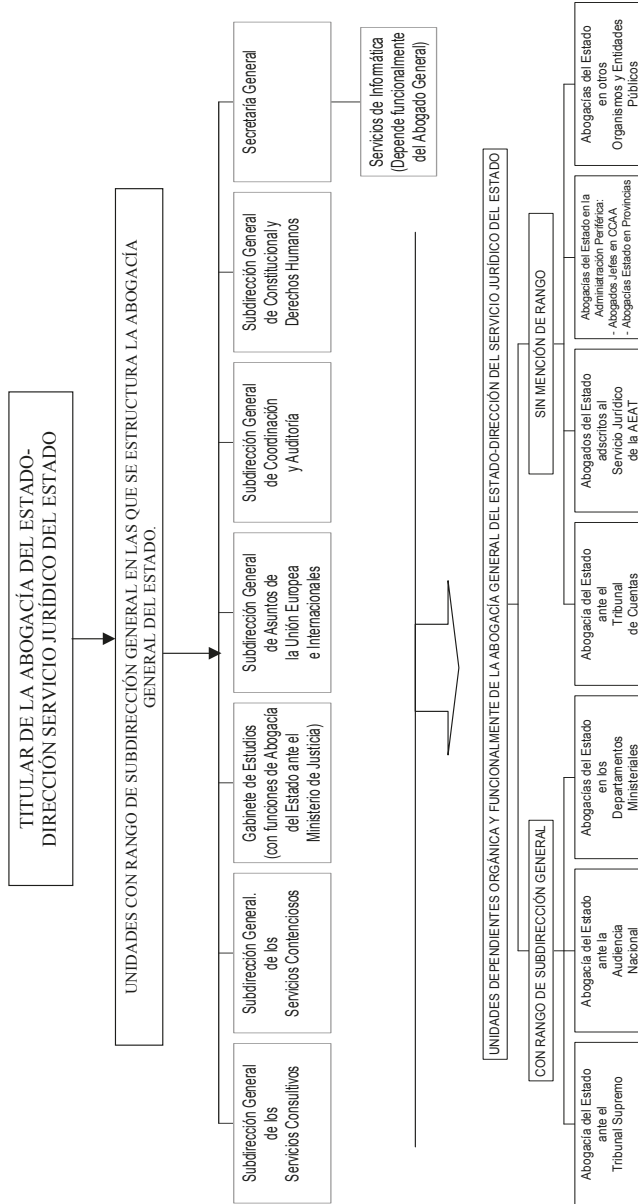 TITULAR DE LA ABOGACÍA DEL ESTADO-
DIRECCIÓN SERVICIO JURÍDICO DEL ESTADO
UNIDADES CON RANGO DE SUBDIRECCIÓN GENERAL EN LAS QUE SE ESTRUCTURA LA ABOGACÍA
GENERAL DEL ESTADO.
Subdirección General
de los
Servicios Consultivos
Subdirección General.
de los
Servicios Contenciosos
Gabinete de Estudios
(con funciones de Abogacía
del Estado ante el
Ministerio de Justicia)
Subdirección General
de Asuntos de
la Unión Europea
e Internacionales
Subdirección General
de Coordinación
y Auditoría
Subdirección General
de Constitucional y
Derechos Humanos
Secretaría General
Servicios de Informática
(Depende funcionalmente
del Abogado General)
UNIDADES DEPENDIENTES ORGÁNICA Y FUNCIONALMENTE DE LA ABOGACÍA GENERAL DEL ESTADO-DIRECCIÓN DEL SERVICIO JURÍDICO DEL ESTADO
CON RANGO DE SUBDIRECCIÓN GENERAL
SIN MENCIÓN DE RANGO
Abogacía del Estado
ante el
Tribunal Supremo
Abogacía del Estado
ante la
Audiencia
Nacional
Abogacías del Estado
en los
Departamentos
Ministeriales
Abogacía del Estado
ante el
Tribunal
de Cuentas
Abogados del Estado
adscritos al
Servicio Jurídico
de la AEAT
Abogacías del Estado en la
Administración Periférica:
- Abogados Jefes en CCAA
- Abogacías Estado en Provincias
Abogacías del Estado
en otros
Organismos y Entidades
Públicos